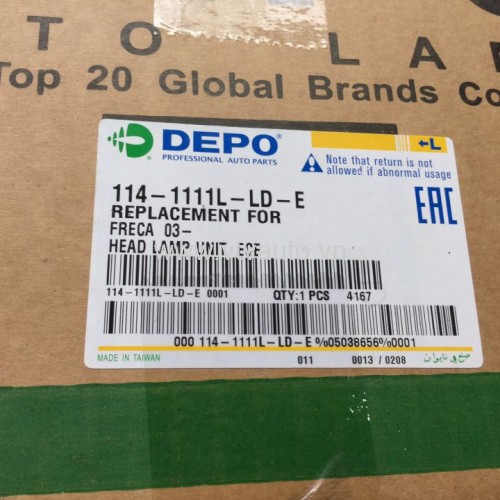 TO LA
Top 20 Global Brands Co
DEPO®
PROFESSIONAL AUTO PARTS
←L
Note that return is not
allowed if abnormal usage
114-1111L-LD-E
REPLACEMENT FOR
FRECA 03-
HEAD LAMP UNIT ECE
EAC
114-1111L-LD-E 0001 QTY:1 PCS 4167
000 114-1111L-LD-E %05038656%0001
MADE IN TAIWAN 011 0013 / 0208